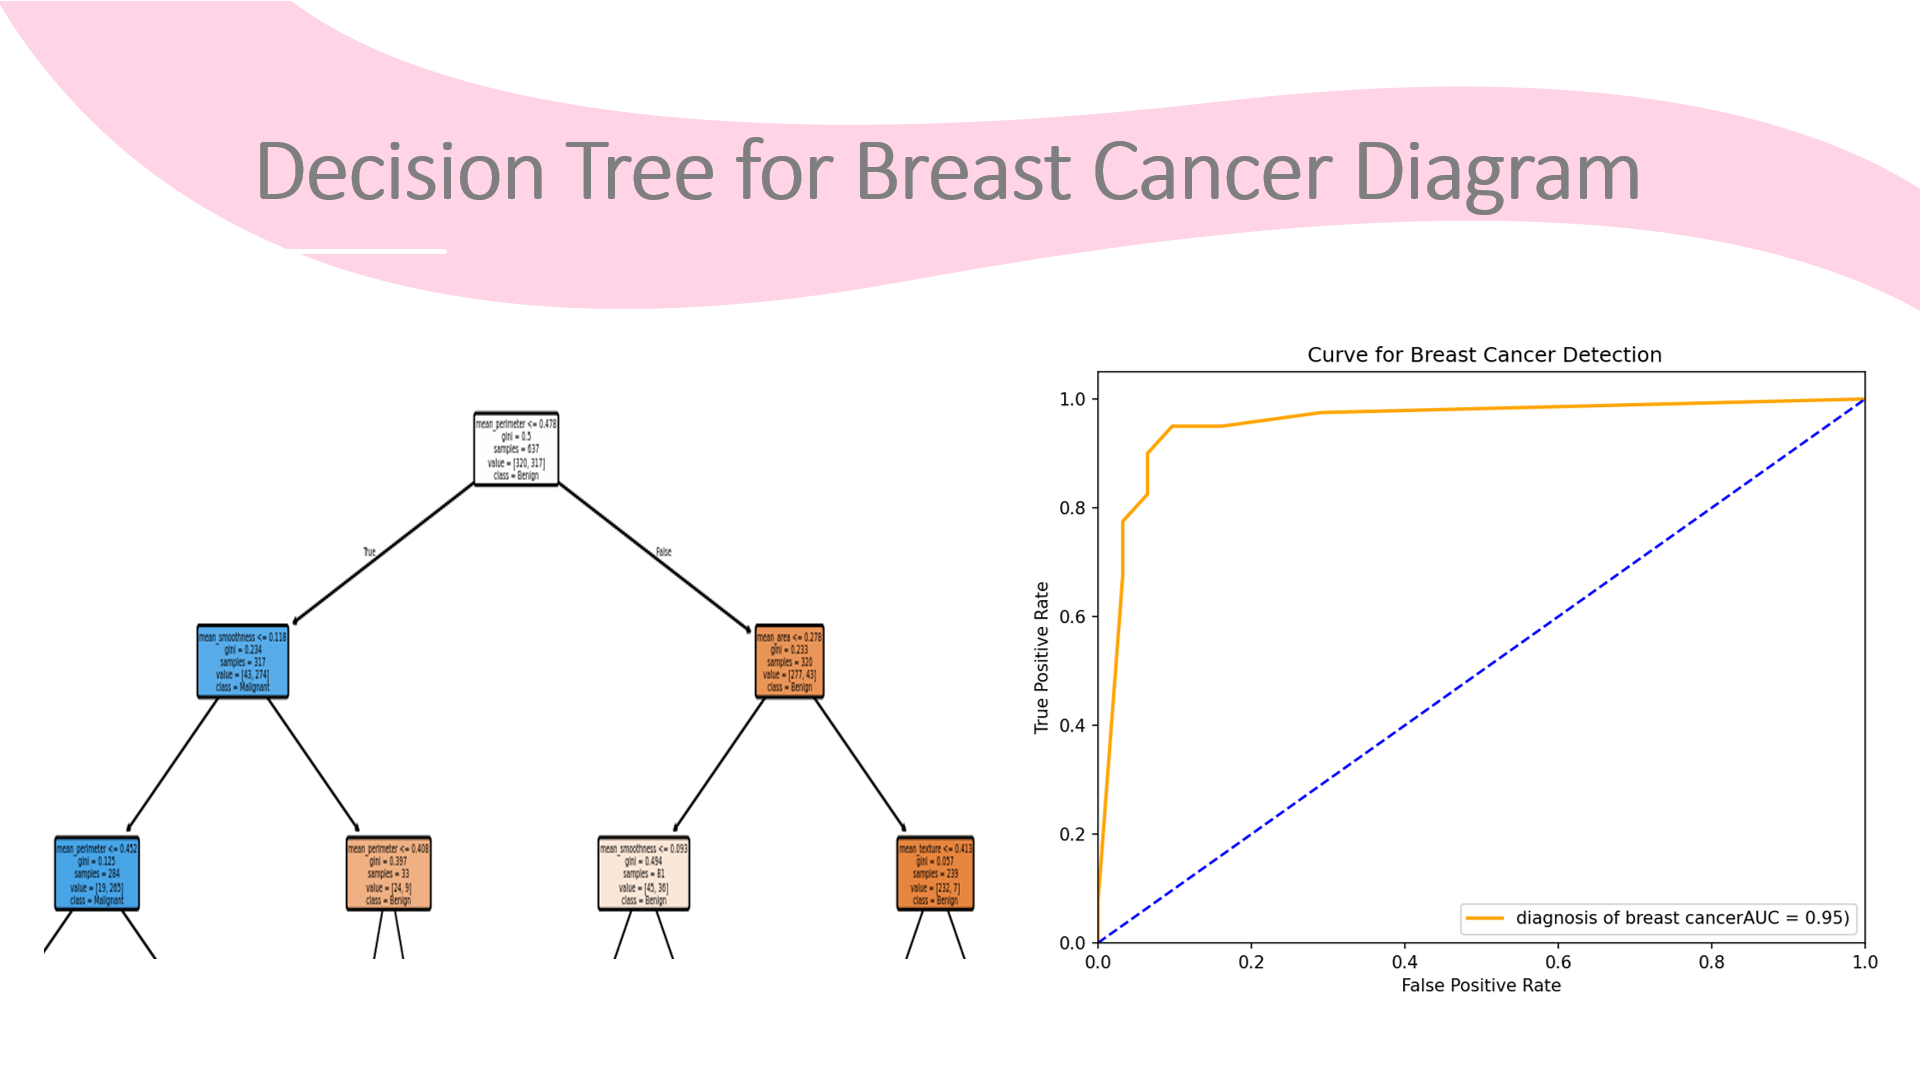 Decision Tree for Breast Cancer Diagram
mean_perimeter <= 0.478
gini = 0.5
samples = 637
value = [320, 317]
class = Benign
True
False
mean_smoothness <= 0.118
gini = 0.234
samples = 317
value = [43, 274]
class = Malignant
mean_area <= 0.278
gini = 0.233
samples = 320
value = [277, 43]
class = Benign
mean_perimeter <= 0.452
gini = 0.125
samples = 284
value = [19, 265]
class = Malignant
mean_perimeter <= 0.408
gini = 0.397
samples = 33
value = [24, 9]
class = Benign
mean_smoothness <= 0.093
gini = 0.494
samples = 81
value = [45, 36]
class = Benign
mean_texture <= 0.413
gini = 0.057
samples = 239
value = [232, 7]
class = Benign
Curve for Breast Cancer Detection
True Positive Rate
1.0
0.8
0.6
0.4
0.2
0.0
diagnosis of breast cancerAUC = 0.95)
0.0 0.2 0.4 0.6 0.8 1.0
False Positive Rate